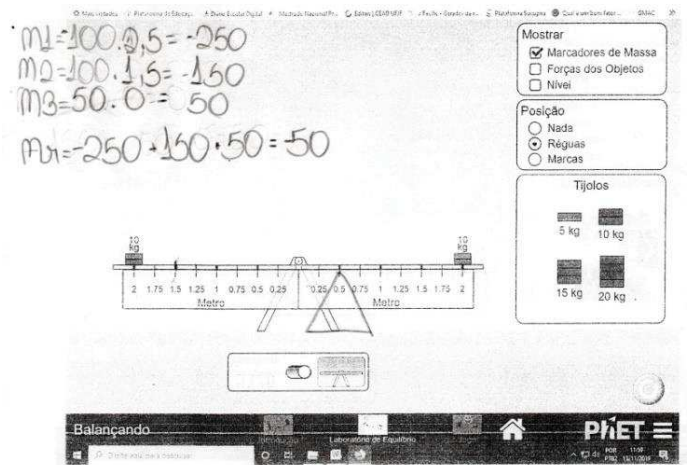 M1=-100.2,5=-250
M2=-100.1,5=-150
M3=50.0= 50
Mr=-250+150+50=-50
Mostrar
Marcadores de Massa
Forças dos Objetos
Nível
Posição
Nada
Réguas
Marcas
Tijolos
5 kg 10 kg
15 kg 20 kg
10 kg 10 kg
2 1.75 1.5 1.25 1 0.75 0.5 0.25 0.25 0.5 0.75 1 1.25 1.5 1.75 2
Metro Metro
Balançando
Laboratório de Equilíbrio
PhET